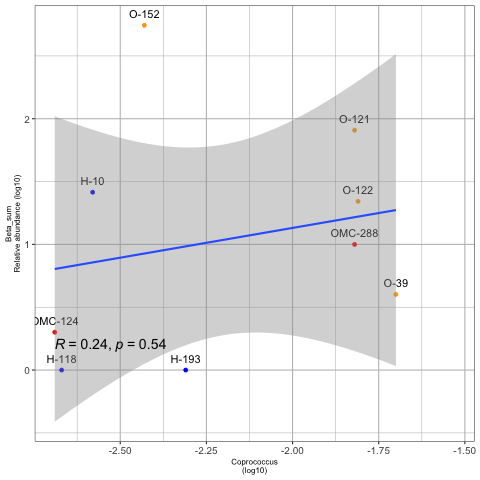 O-152
O-121
H-10
O-122
OMC-288
O-39
OMC-124
R = 0.24, p = 0.54
H-118
H-193
2
1
0
Beta_sum
Relative abundance (log10)
-2.50
-2.25
-2.00
-1.75
-1.50
Coprococcus
(log10)